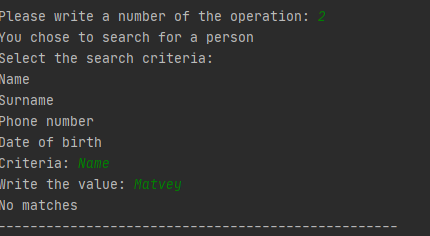 Please write a number of the operation: 2
You chose to search for a person
Select the search criteria:
Name
Surname
Phone number
Date of birth
Criteria: Name
Write the value: Matvey
No matches
--------------------------------------------------